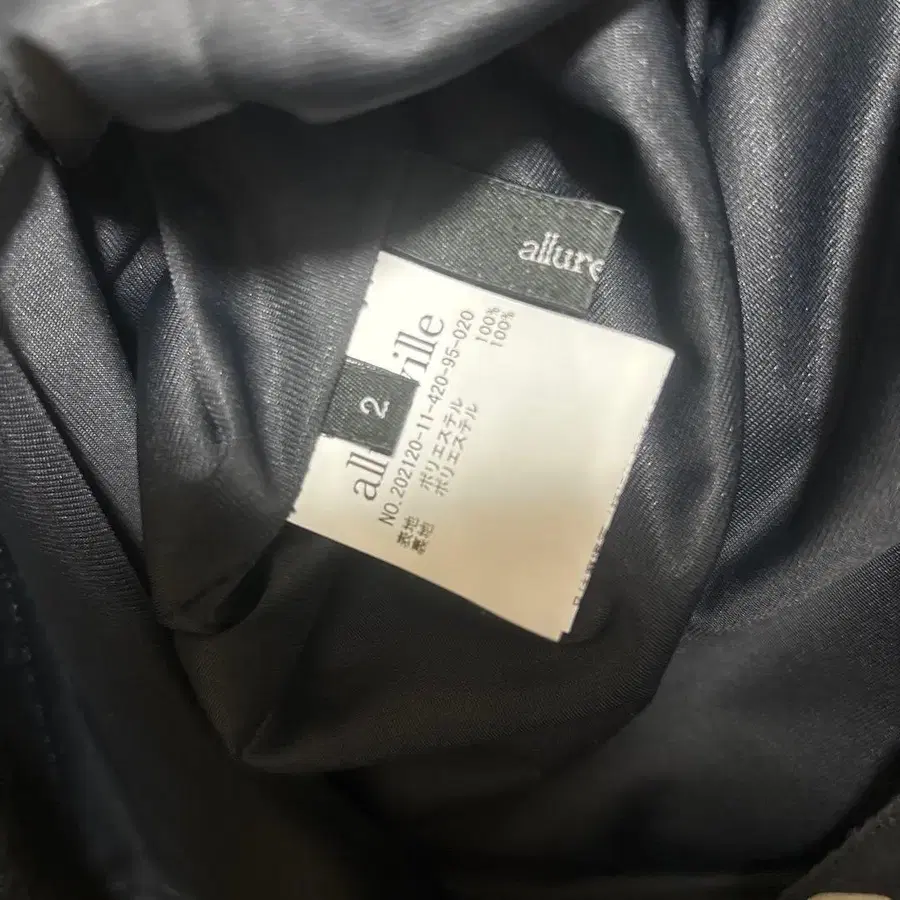 allure
2
all ville
NO.202120-11-420-95-020
表地 ポリエステル 100%
裏地 ポリエステル 100%